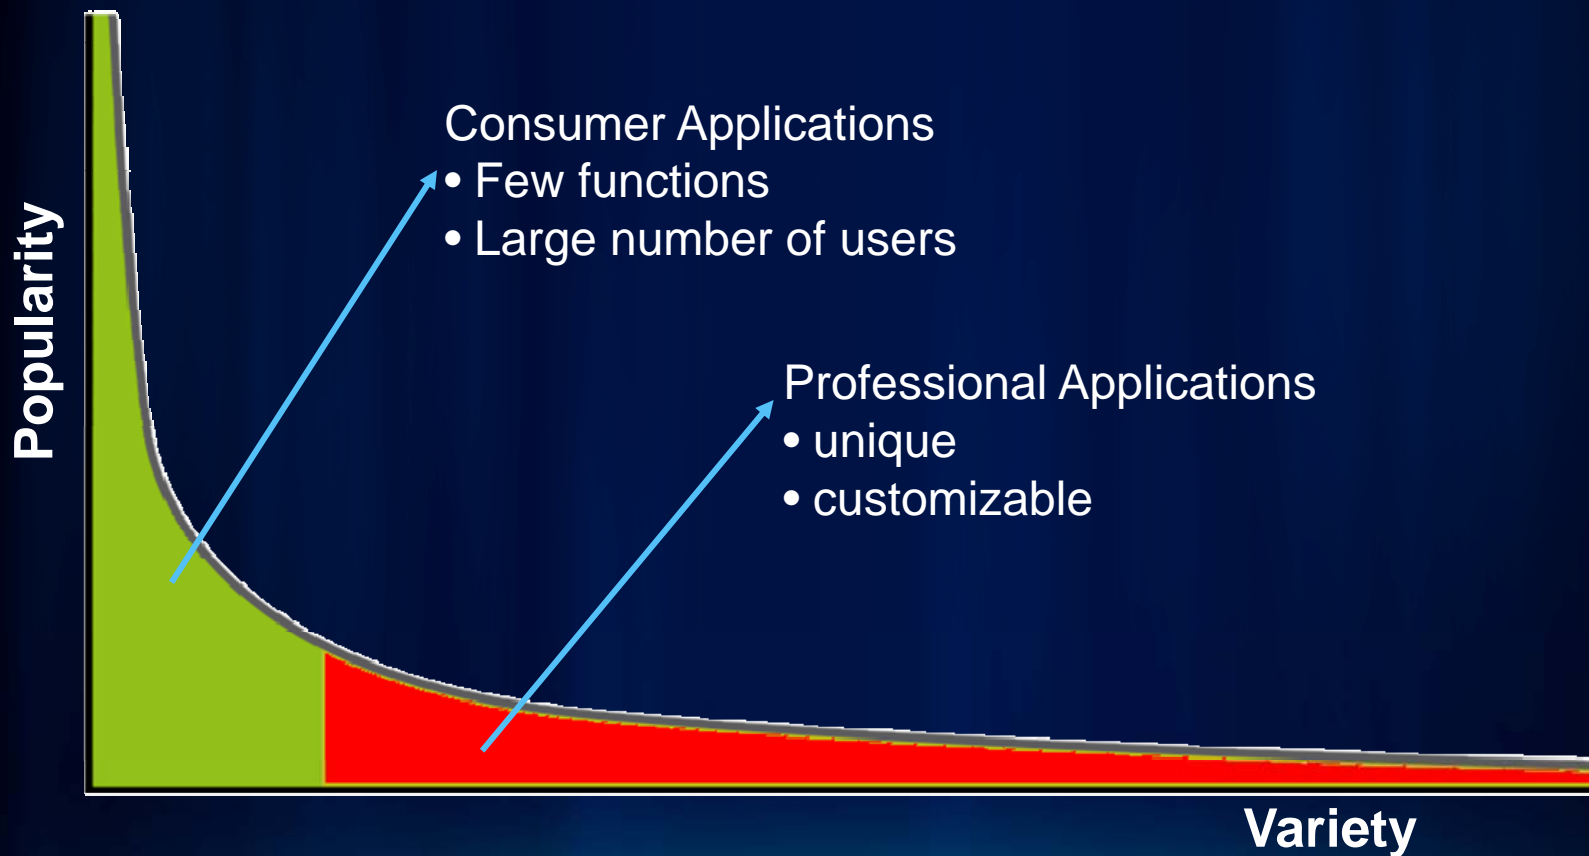 Consumer Applications
• Few functions
• Large number of users
Popularity
Professional Applications
• unique
• customizable
Variety